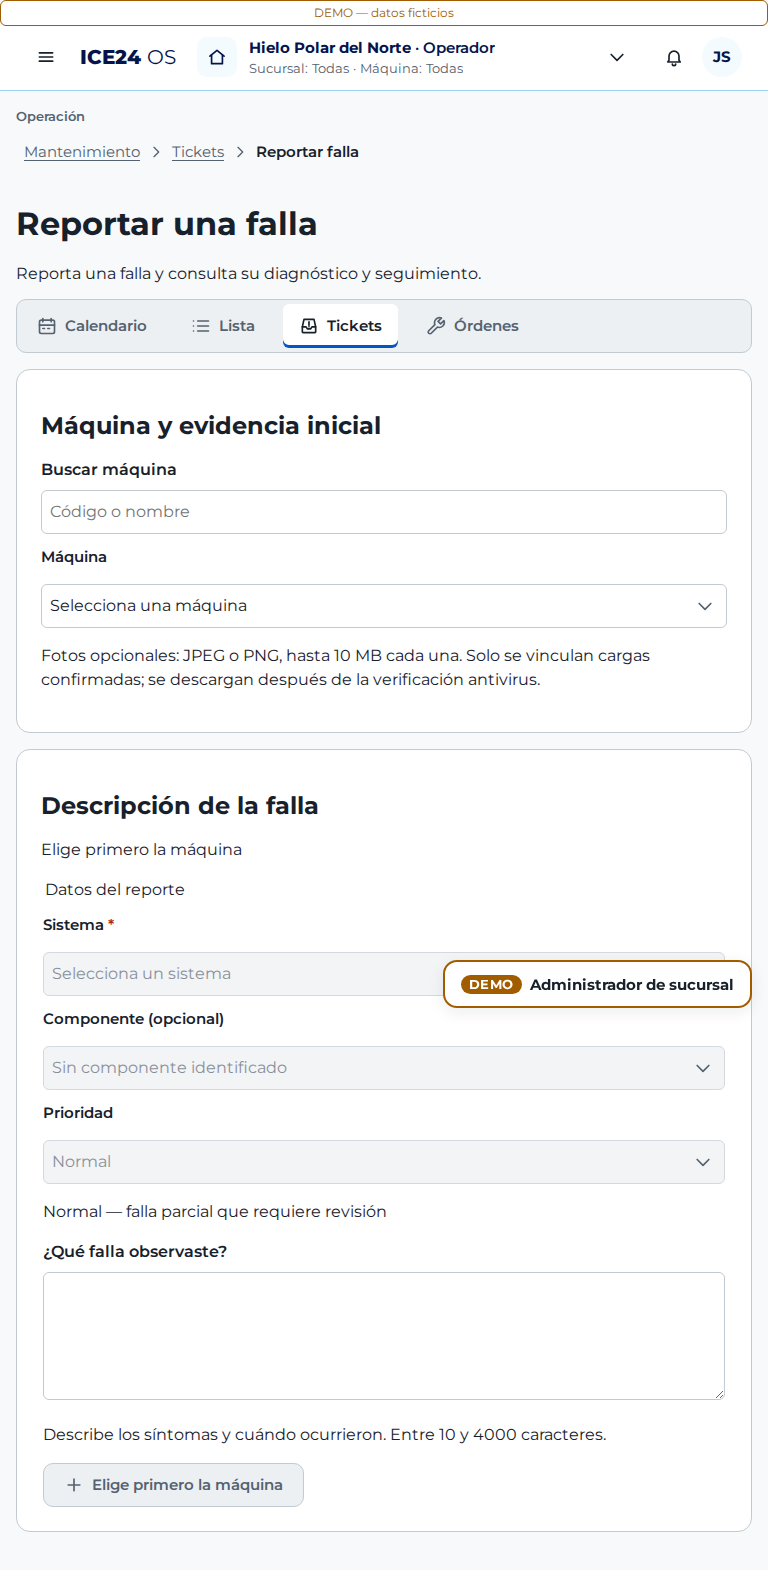 DEMO — datos ficticios
ICE24 OS
Hielo Polar del Norte · Operador
Sucursal: Todas · Máquina: Todas
JS
Operación
Mantenimiento > Tickets > Reportar falla
Reportar una falla
Reporta una falla y consulta su diagnóstico y seguimiento.
Calendario Lista Tickets Órdenes
Máquina y evidencia inicial
Buscar máquina
Código o nombre
Máquina
Selecciona una máquina
Fotos opcionales: JPEG o PNG, hasta 10 MB cada una. Solo se vinculan cargas
confirmadas; se descargan después de la verificación antivirus.
Descripción de la falla
Elige primero la máquina
Datos del reporte
Sistema *
Selecciona un sistema
DEMO Administrador de sucursal
Componente (opcional)
Sin componente identificado
Prioridad
Normal
Normal — falla parcial que requiere revisión
¿Qué falla observaste?
Describe los síntomas y cuándo ocurrieron. Entre 10 y 4000 caracteres.
Elige primero la máquina